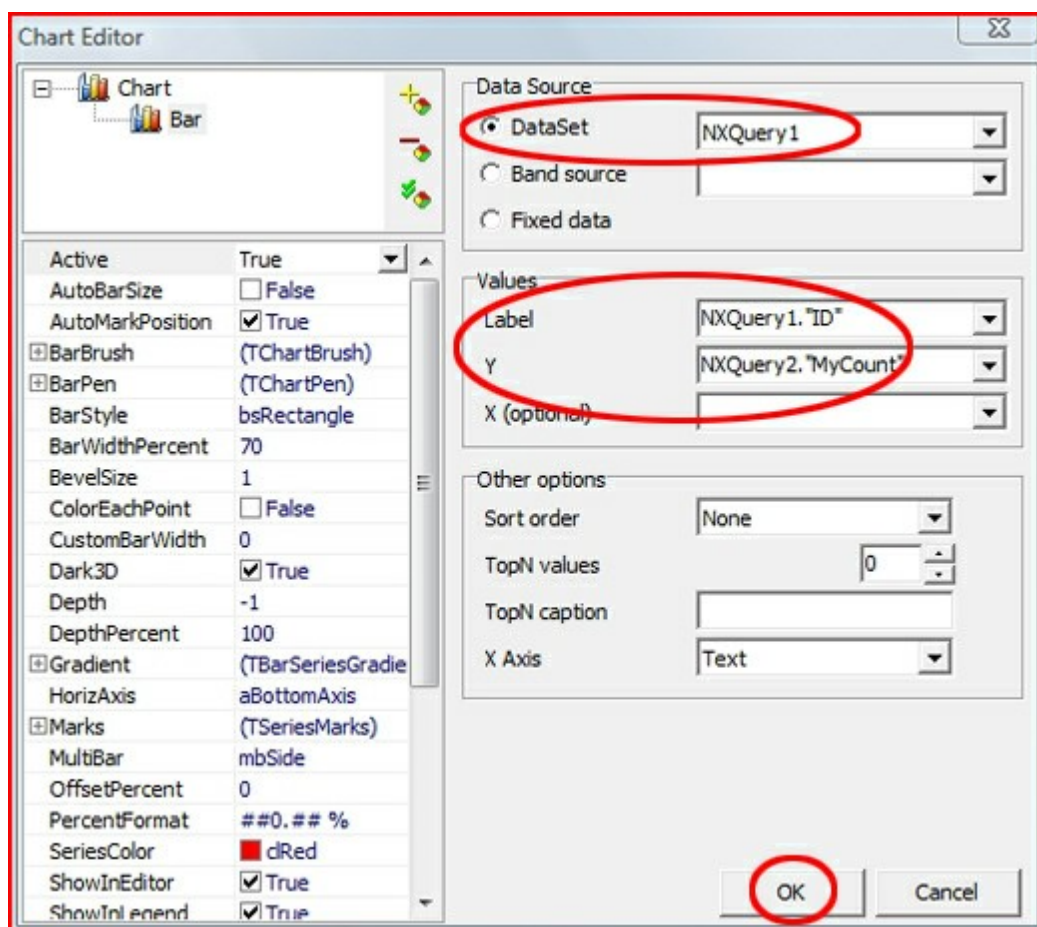 Chart Editor
Chart
Bar
Active True
AutoBarSize False
AutoMarkPosition True
BarBrush (TChartBrush)
BarPen (TChartPen)
BarStyle bsRectangle
BarWidthPercent 70
BevelSize 1
ColorEachPoint False
CustomBarWidth 0
Dark3D True
Depth -1
DepthPercent 100
Gradient (TBarSeriesGradie
HorizAxis aBottomAxis
Marks (TSeriesMarks)
MultiBar mbSide
OffsetPercent 0
PercentFormat ##0.## %
SeriesColor clRed
ShowInEditor True
ShowInLegend True
Data Source
DataSet NXQuery1
Band source
Fixed data
Values
Label NXQuery1."ID"
Y NXQuery2."MyCount"
X (optional)
Other options
Sort order None
TopN values 0
TopN caption
X Axis Text
OK Cancel